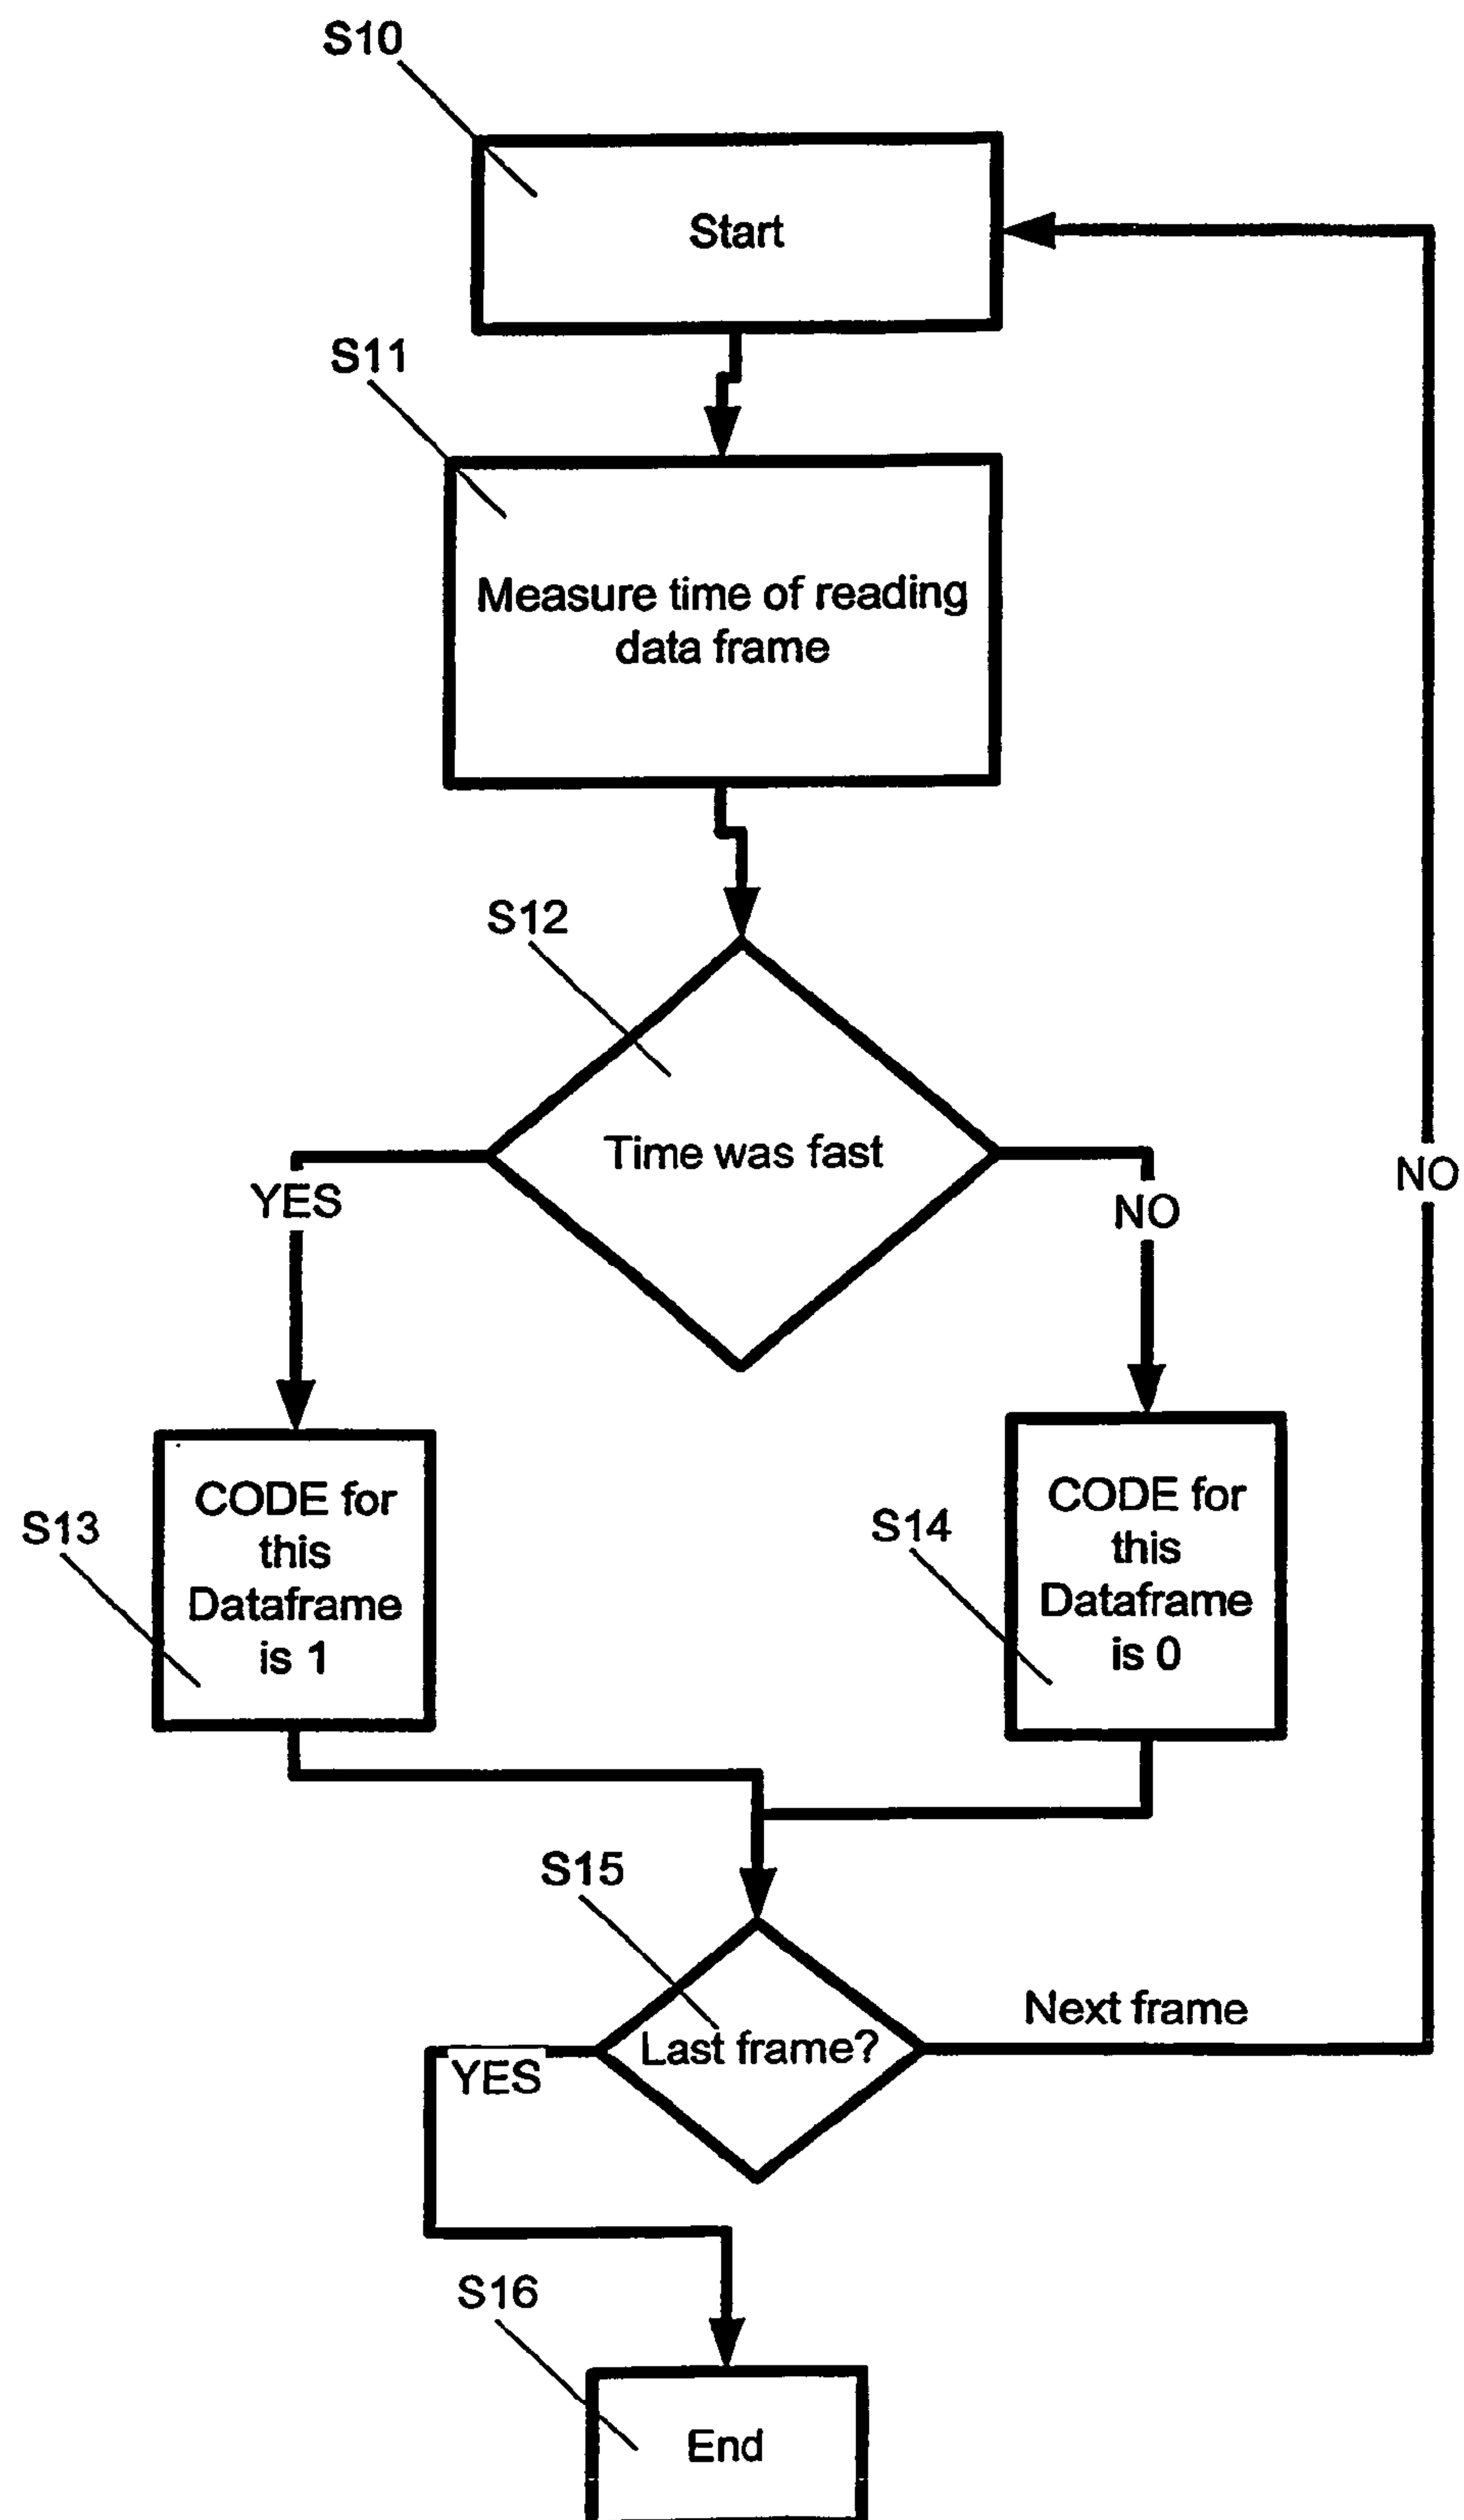 S10
Start
S11
Measure time of reading
data frame
S12
Time was fast
YES
NO
NO
CODE for
this
Dataframe
is 1
S13
CODE for
this
Dataframe
is 0
S14
S15
Last frame?
Next frame
YES
S16
End